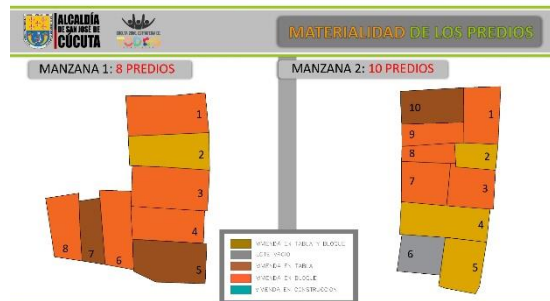 ALCALDÍA
DE SAN JOSÉ DE
CÚCUTA
MATERIALIDAD DE LOS PREDIOS
MANZANA 1: 8 PREDIOS
MANZANA 2: 10 PREDIOS
1
2
3
4
5
6
7
8
10
1
9
8
2
7
3
4
6
5
VIVIENDA EN TABLA Y BLOQUE
LOTE VACIO
VIVIENDA EN TABLA
VIVIENDA EN BLOQUE
VIVIENDA EN CONSTRUCCION